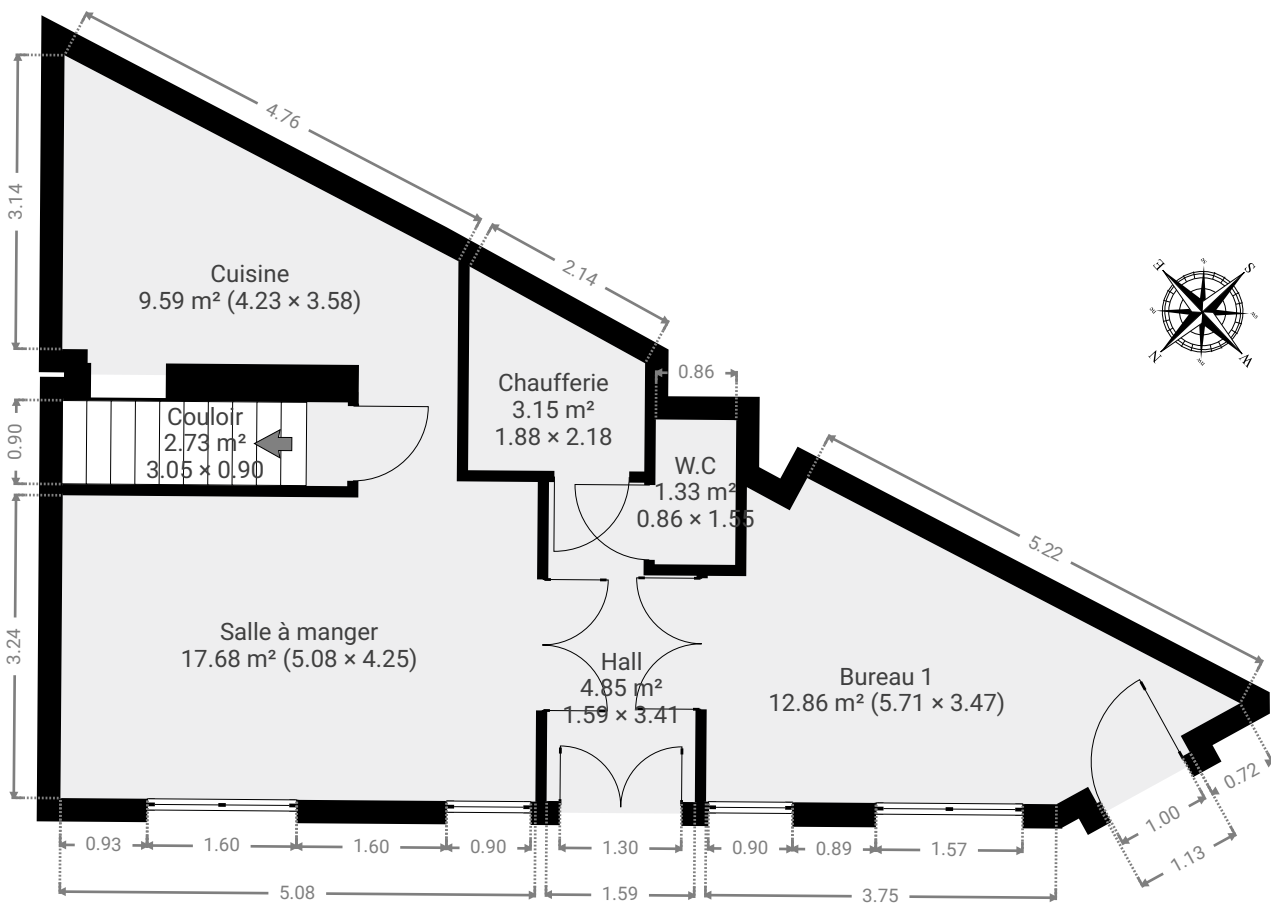 4.76
2.14
3.14
Cuisine
9.59 m² (4.23 × 3.58)
E
S
N
W
Chaufferie
3.15 m²
1.88 × 2.18
0.86
0.90
Couloir
2.73 m²
3.05 × 0.90
W.C
1.33 m²
0.86 × 1.55
5.22
3.24
Salle à manger
17.68 m² (5.08 × 4.25)
Hall
4.85 m²
1.59 × 3.41
Bureau 1
12.86 m² (5.71 × 3.47)
0.72
1.00
1.13
0.93
1.60
1.60
0.90
1.30
0.90
0.89
1.57
5.08
1.59
3.75